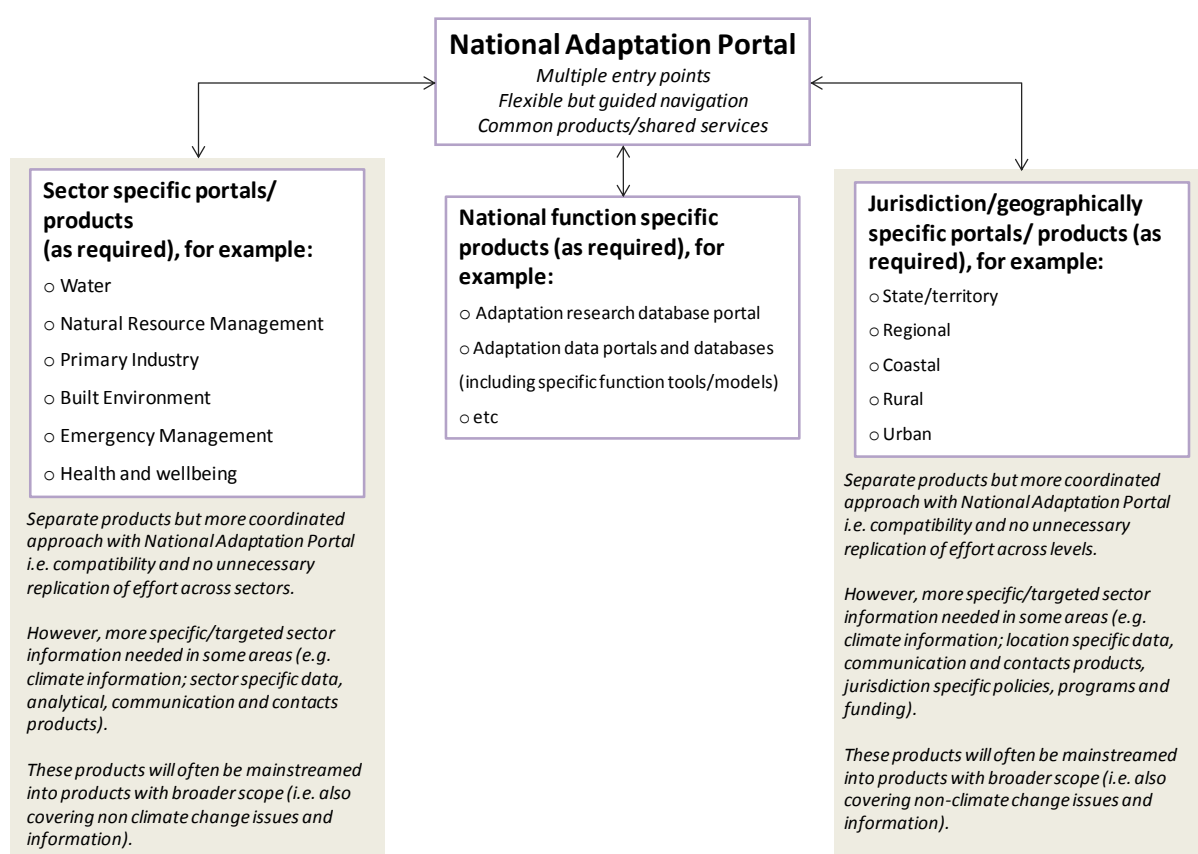 National Adaptation Portal
Multiple entry points
Flexible but guided navigation
Common products/shared services
Sector specific portals/
products
(as required), for example:
○ Water
○ Natural Resource Management
○ Primary Industry
○ Built Environment
○ Emergency Management
○ Health and wellbeing
Separate products but more coordinated
approach with National Adaptation Portal
i.e. compatibility and no unnecessary
replication of effort across sectors.
However, more specific/targeted sector
information needed in some areas (e.g.
climate information; sector specific data,
analytical, communication and contacts
products).
These products will often be mainstreamed
into products with broader scope (i.e. also
covering non climate change issues and
information).
National function specific
products (as required), for
example:
○ Adaptation research database portal
○ Adaptation data portals and databases
(including specific function tools/models)
○ etc
Jurisdiction/geographically
specific portals/ products (as
required), for example:
○ State/territory
○ Regional
○ Coastal
○ Rural
○ Urban
Separate products but more coordinated
approach with National Adaptation Portal
i.e. compatibility and no unnecessary
replication of effort across levels.
However, more specific/targeted sector
information needed in some areas (e.g.
climate information; location specific data,
communication and contacts products,
jurisdiction specific policies, programs and
funding).
These products will often be mainstreamed
into products with broader scope (i.e. also
covering non-climate change issues and
information).